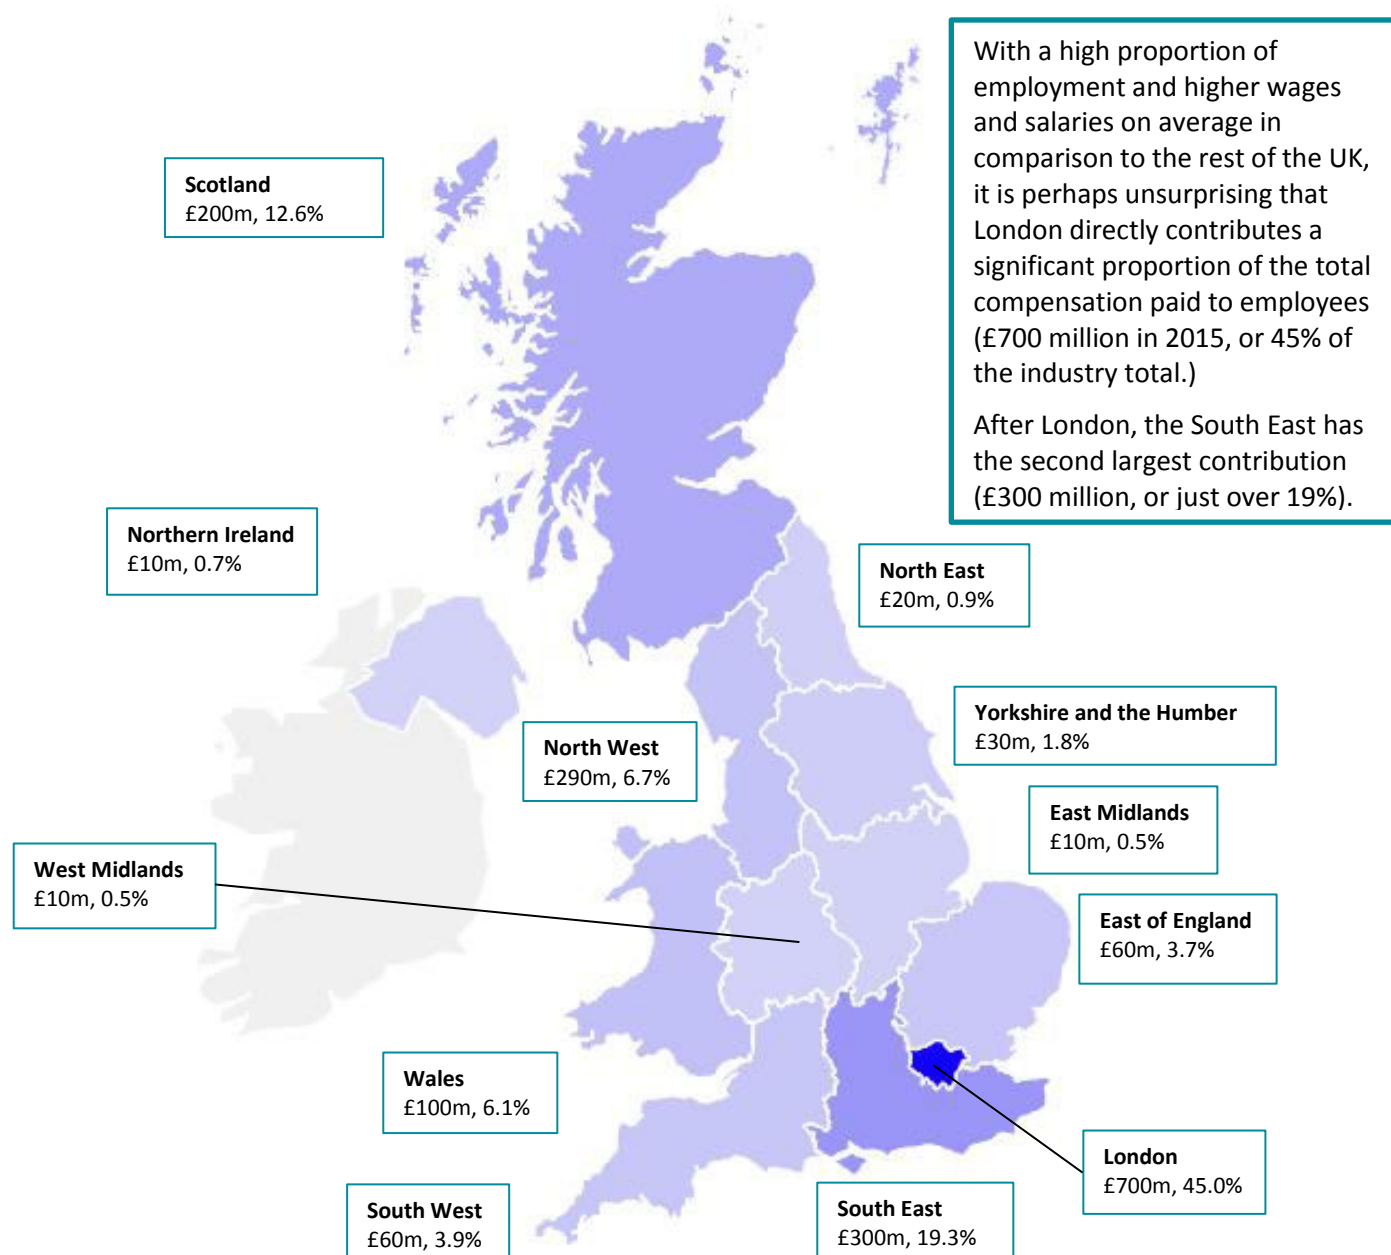 With a high proportion of
employment and higher wages
and salaries on average in
comparison to the rest of the UK,
it is perhaps unsurprising that
London directly contributes a
significant proportion of the total
compensation paid to employees
(£700 million in 2015, or 45% of
the industry total.)
After London, the South East has
the second largest contribution
(£300 million, or just over 19%).
Scotland
£200m, 12.6%
Northern Ireland
£10m, 0.7%
North East
£20m, 0.9%
Yorkshire and the Humber
£30m, 1.8%
North West
£290m, 6.7%
East Midlands
£10m, 0.5%
West Midlands
£10m, 0.5%
East of England
£60m, 3.7%
Wales
£100m, 6.1%
London
£700m, 45.0%
South West
£60m, 3.9%
South East
£300m, 19.3%